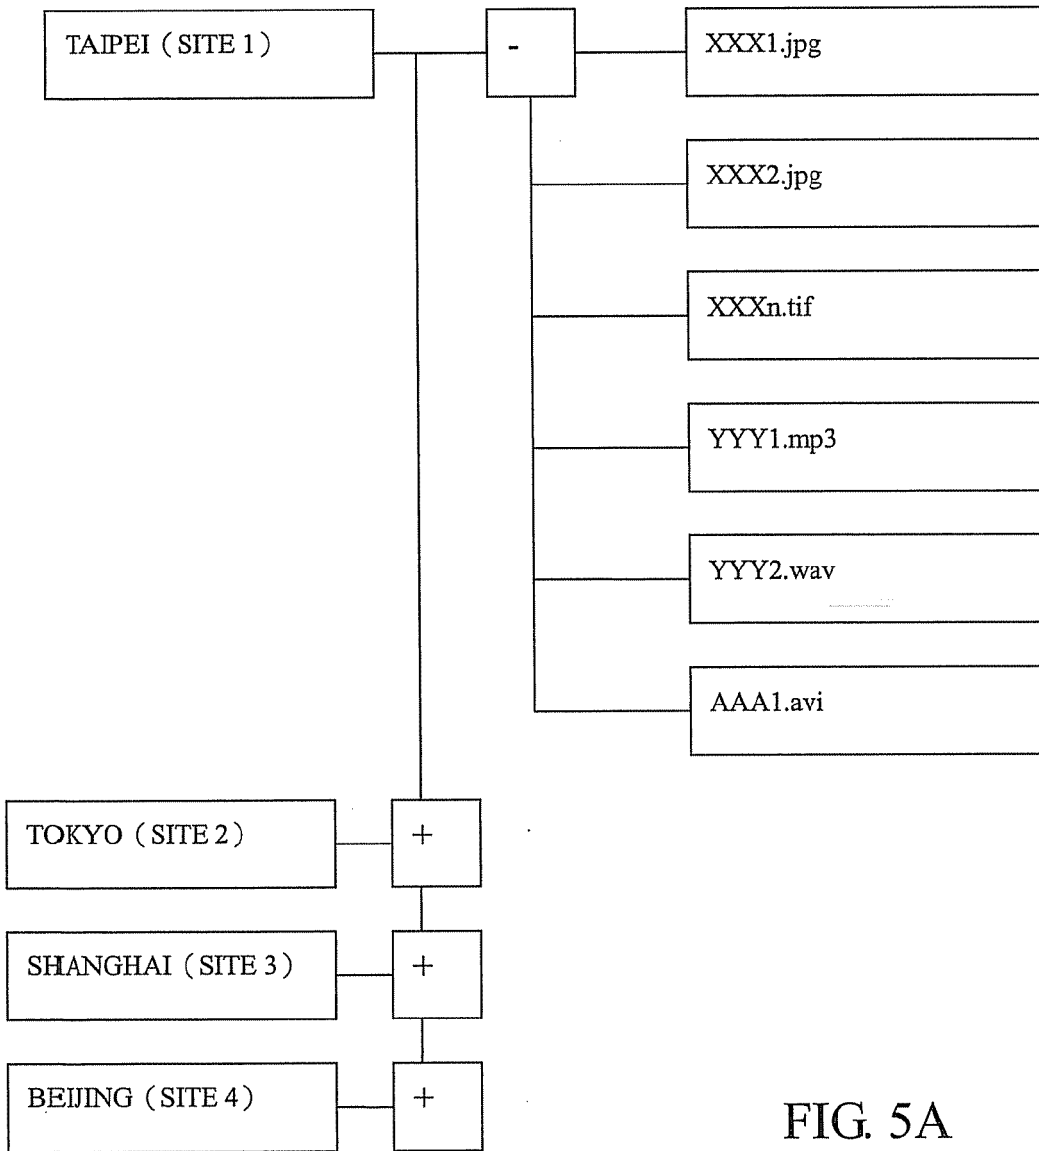 TAIPEI (SITE 1)
-
XXX1.jpg
XXX2.jpg
XXXn.tif
YYY1.mp3
YYY2.wav
AAA1.avi
TOKYO (SITE 2)
+
SHANGHAI (SITE 3)
+
BEIJING (SITE 4)
+
FIG. 5A